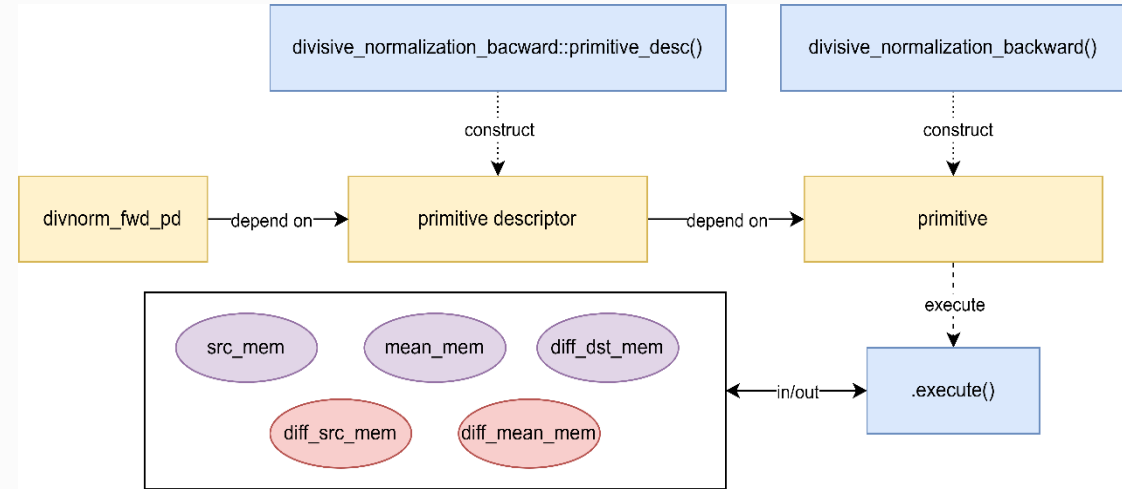 divisive_normalization_bacward::primitive_desc()
divisive_normalization_backward()
construct
construct
divnorm_fwd_pd
depend on
primitive descriptor
depend on
primitive
execute
src_mem
mean_mem
diff_dst_mem
in/out
.execute()
diff_src_mem
diff_mean_mem